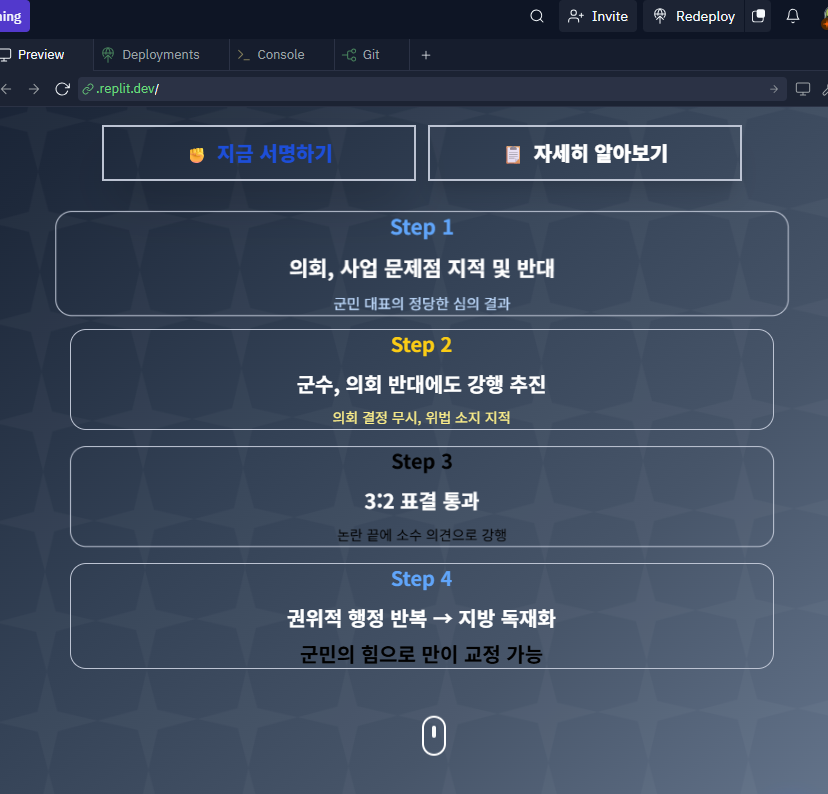 ning
Invite
Redeploy
Preview
Deployments
Console
Git
.replit.dev/
지금 서명하기
자세히 알아보기
Step 1
의회, 사업 문제점 지적 및 반대
군민 대표의 정당한 심의 결과
Step 2
군수, 의회 반대에도 강행 추진
의회 결정 무시, 위법 소지 지적
Step 3
3:2 표결 통과
논란 끝에 소수 의견으로 강행
Step 4
권위적 행정 반복 → 지방 독재화
군민의 힘으로 만이 교정 가능